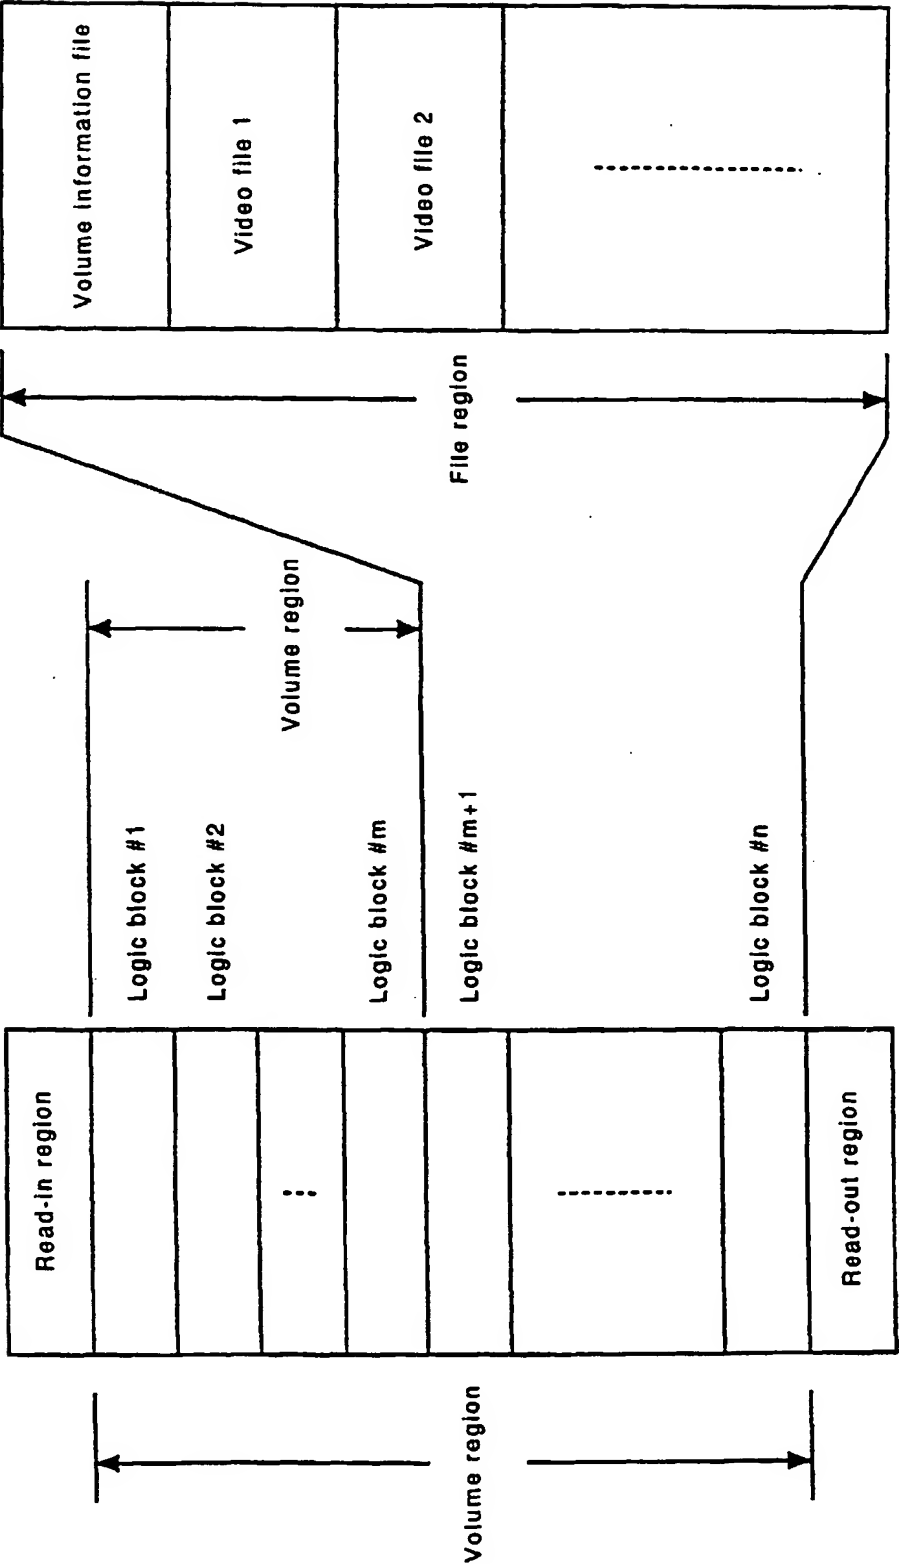 Volume region
Read-in region
Read-out region
Logic block #1
Logic block #2
Logic block #m
Logic block #m+1
Logic block #n
Volume region
File region
Volume information file
Video file 1
Video file 2